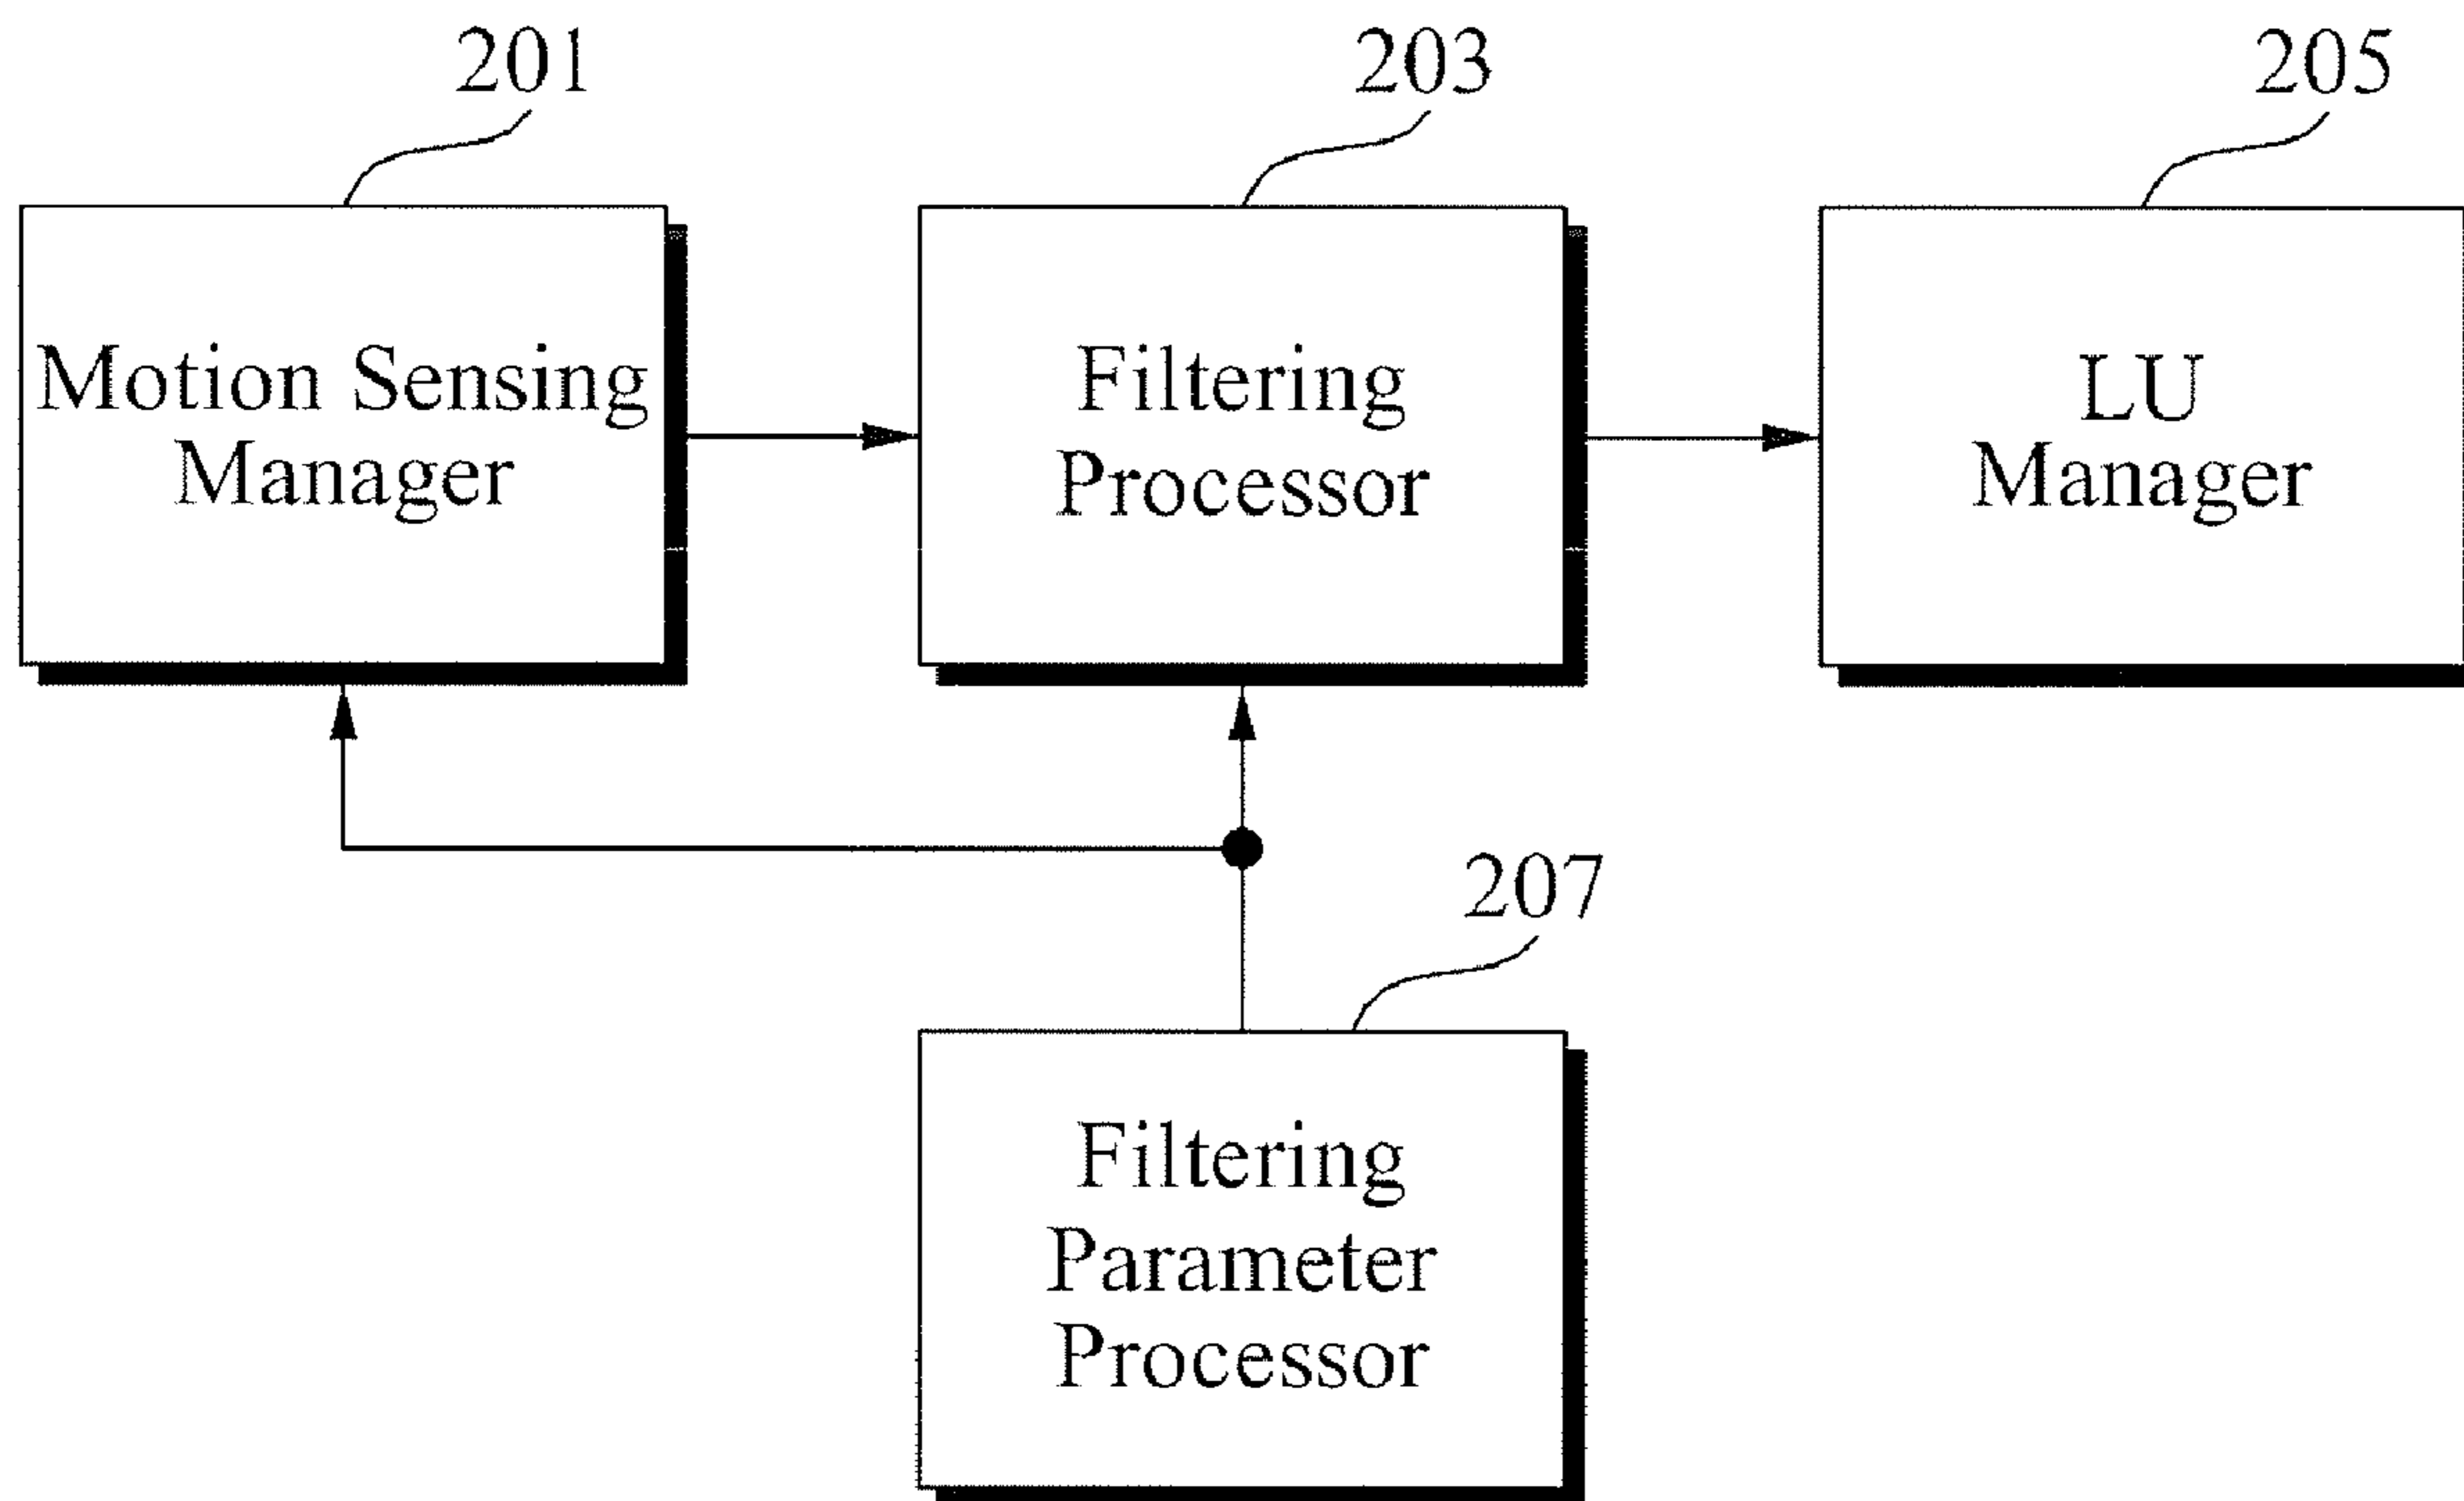 201
203
205
Motion Sensing
Manager
Filtering
Processor
LU
Manager
207
Filtering
Parameter
Processor